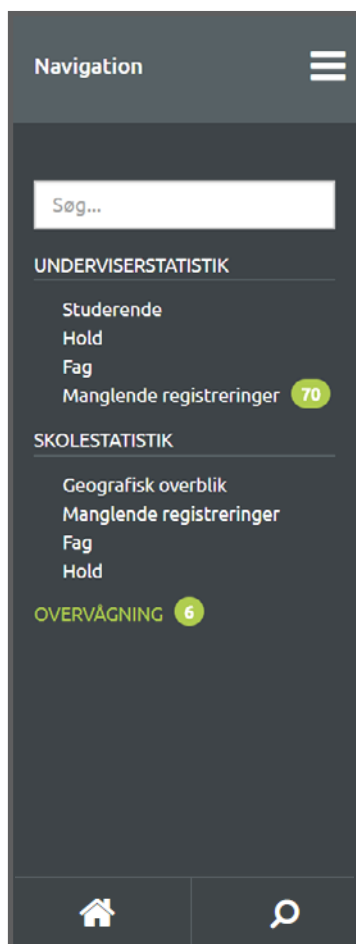 Navigation
Søg...
UNDERVISERSTATISTIK
Studerende
Hold
Fag
Manglende registreringer 70
SKOLESTATISTIK
Geografisk overblik
Manglende registreringer
Fag
Hold
OVERVÅGNING 6